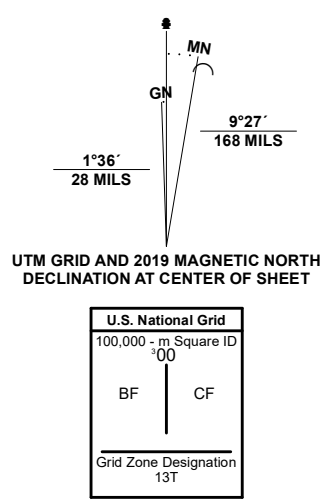 MN
GN
9°27´
168 MILS
1°36´
28 MILS
UTM GRID AND 2019 MAGNETIC NORTH
DECLINATION AT CENTER OF SHEET
U.S. National Grid
100,000 - m Square ID
³00
BF CF
Grid Zone Designation
13T